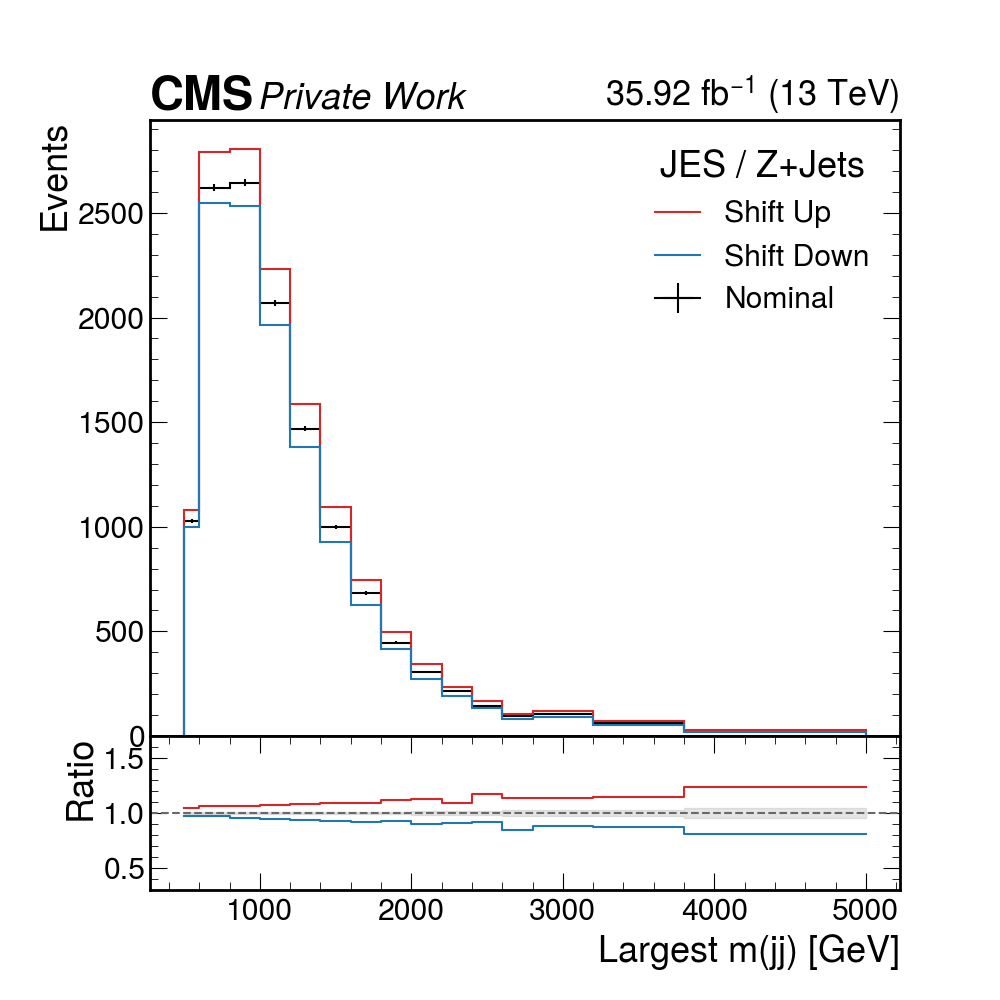 CMS Private Work 35.92 fb⁻¹ (13 TeV)
Events
2500
2000
1500
1000
500
0
JES / Z+Jets
Shift Up
Shift Down
Nominal
Ratio
1.5
1.0
0.5
1000 2000 3000 4000 5000
Largest m(jj) [GeV]